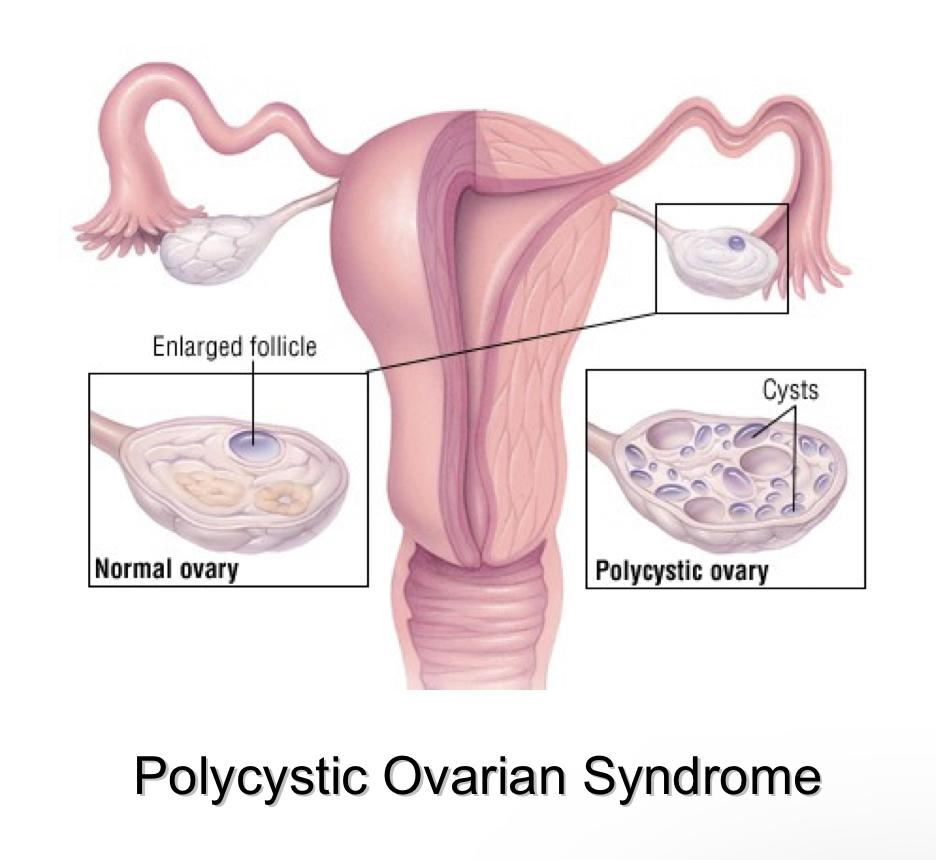 Enlarged follicle
Cysts
Normal ovary
Polycystic ovary
Polycystic Ovarian Syndrome